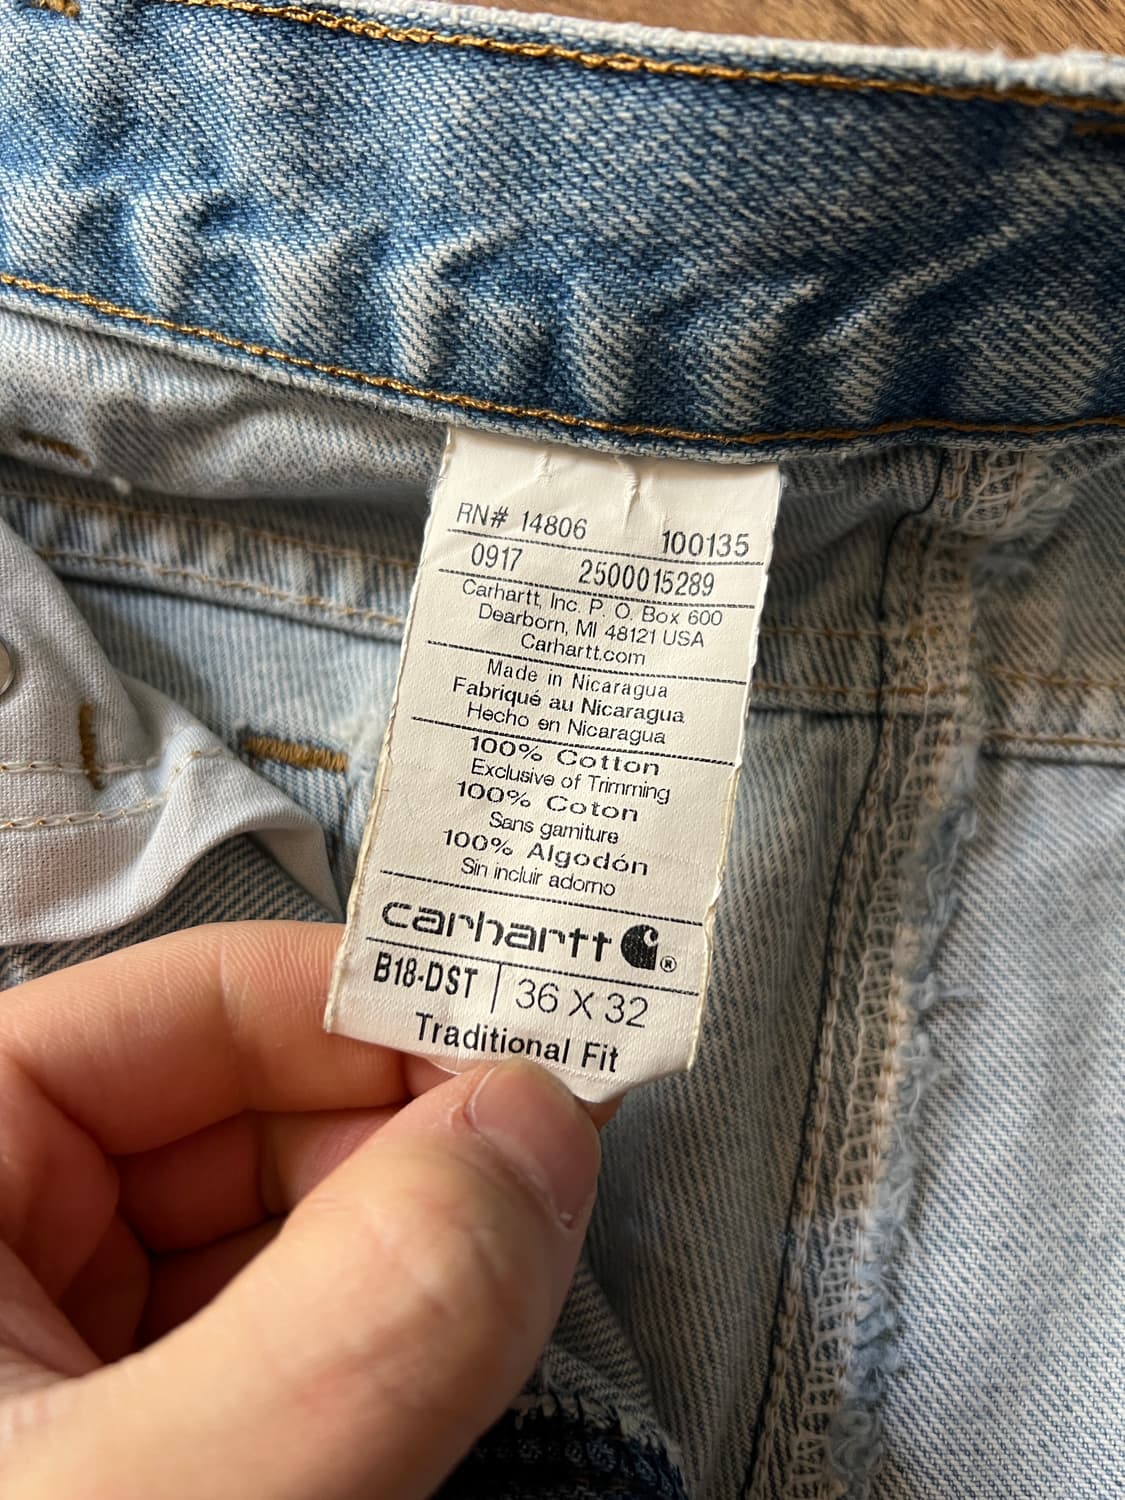 RN# 14806 100135
0917 2500015289
Carhartt, Inc. P. O. Box 600
Dearborn, MI 48121 USA
Carhartt.com
Made in Nicaragua
Fabriqué au Nicaragua
Hecho en Nicaragua
100% Cotton
Exclusive of Trimming
100% Coton
Sans garniture
100% Algodón
Sin incluir adorno
carhartt ®
B18-DST | 36 X 32
Traditional Fit